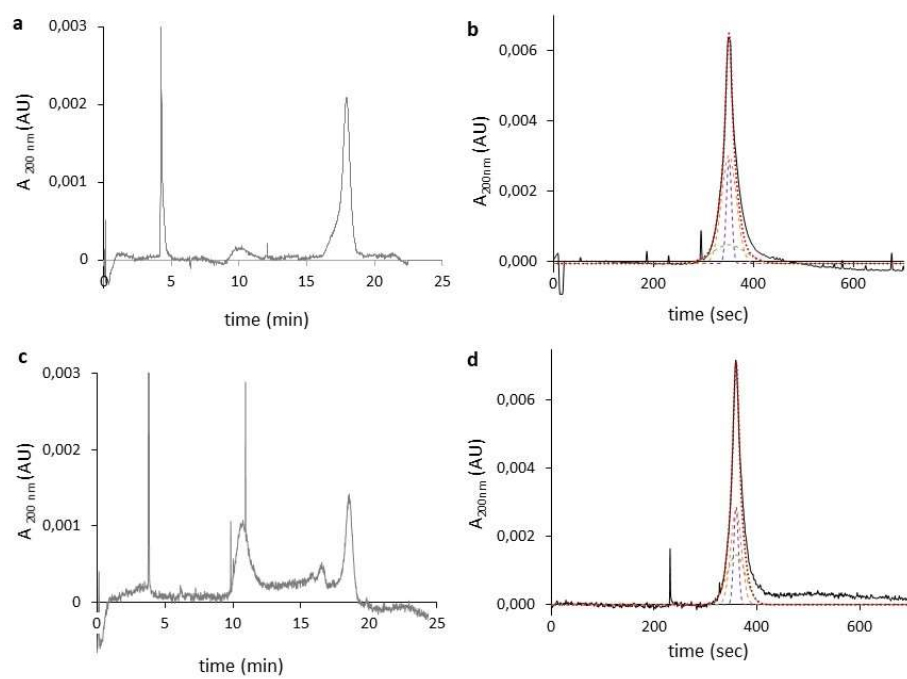 a
0,003
0,002
0,001
0
A 200 nm (AU)
0 5 10 15 20 25
time (min)
b
0,006
0,004
0,002
0,000
A200nm (AU)
0 200 400 600
time (sec)
c
0,003
0,002
0,001
0
A 200 nm (AU)
0 5 10 15 20 25
time (min)
d
0,006
0,004
0,002
0,000
A200nm (AU)
0 200 400 600
time (sec)